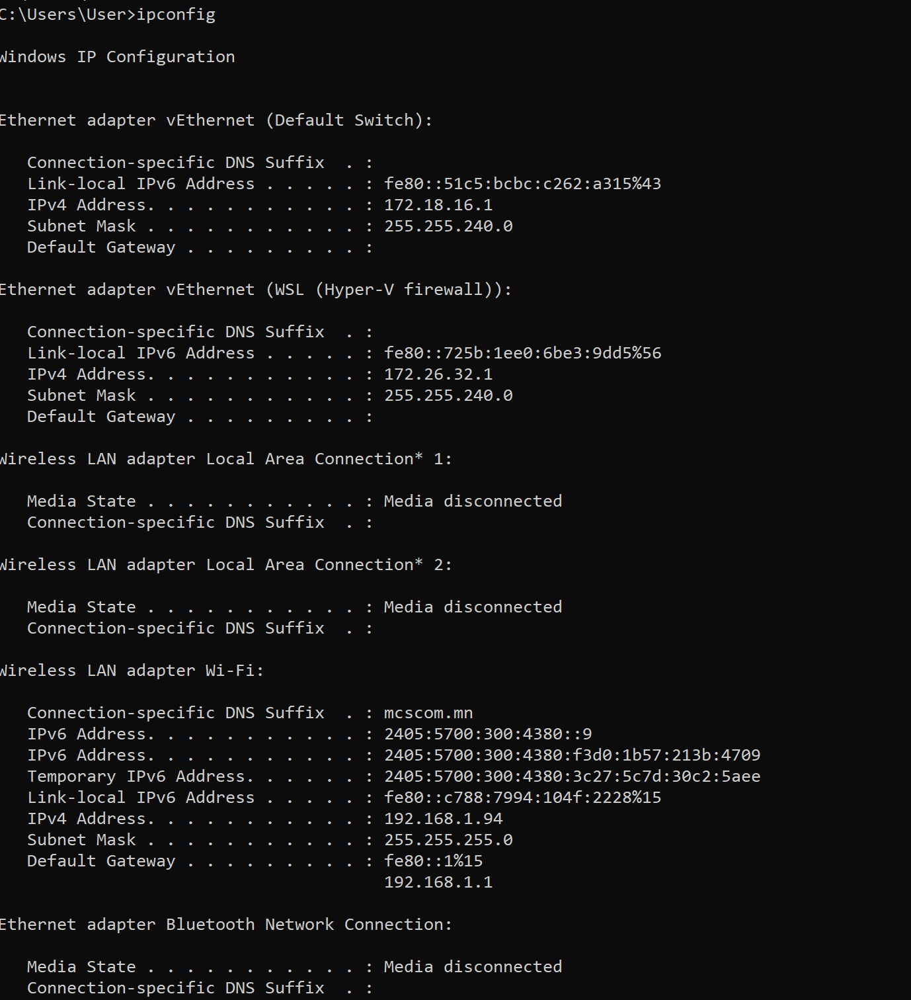 C:\Users\User>ipconfig
Windows IP Configuration
Ethernet adapter vEthernet (Default Switch):
Connection-specific DNS Suffix  . :
Link-local IPv6 Address . . . . . : fe80::51c5:bcbc:c262:a315%43
IPv4 Address. . . . . . . . . . . : 172.18.16.1
Subnet Mask . . . . . . . . . . . : 255.255.240.0
Default Gateway . . . . . . . . . :
Ethernet adapter vEthernet (WSL (Hyper-V firewall)):
Connection-specific DNS Suffix  . :
Link-local IPv6 Address . . . . . : fe80::725b:1ee0:6be3:9dd5%56
IPv4 Address. . . . . . . . . . . : 172.26.32.1
Subnet Mask . . . . . . . . . . . : 255.255.240.0
Default Gateway . . . . . . . . . :
Wireless LAN adapter Local Area Connection* 1:
Media State . . . . . . . . . . . : Media disconnected
Connection-specific DNS Suffix  . :
Wireless LAN adapter Local Area Connection* 2:
Media State . . . . . . . . . . . : Media disconnected
Connection-specific DNS Suffix  . :
Wireless LAN adapter Wi-Fi:
Connection-specific DNS Suffix  . : mcscom.mn
IPv6 Address. . . . . . . . . . . : 2405:5700:300:4380::9
IPv6 Address. . . . . . . . . . . : 2405:5700:300:4380:f3d0:1b57:213b:4709
Temporary IPv6 Address. . . . . . : 2405:5700:300:4380:3c27:5c7d:30c2:5aee
Link-local IPv6 Address . . . . . : fe80::c788:7994:104f:2228%15
IPv4 Address. . . . . . . . . . . : 192.168.1.94
Subnet Mask . . . . . . . . . . . : 255.255.255.0
Default Gateway . . . . . . . . . : fe80::1%15
192.168.1.1
Ethernet adapter Bluetooth Network Connection:
Media State . . . . . . . . . . . : Media disconnected
Connection-specific DNS Suffix  . :